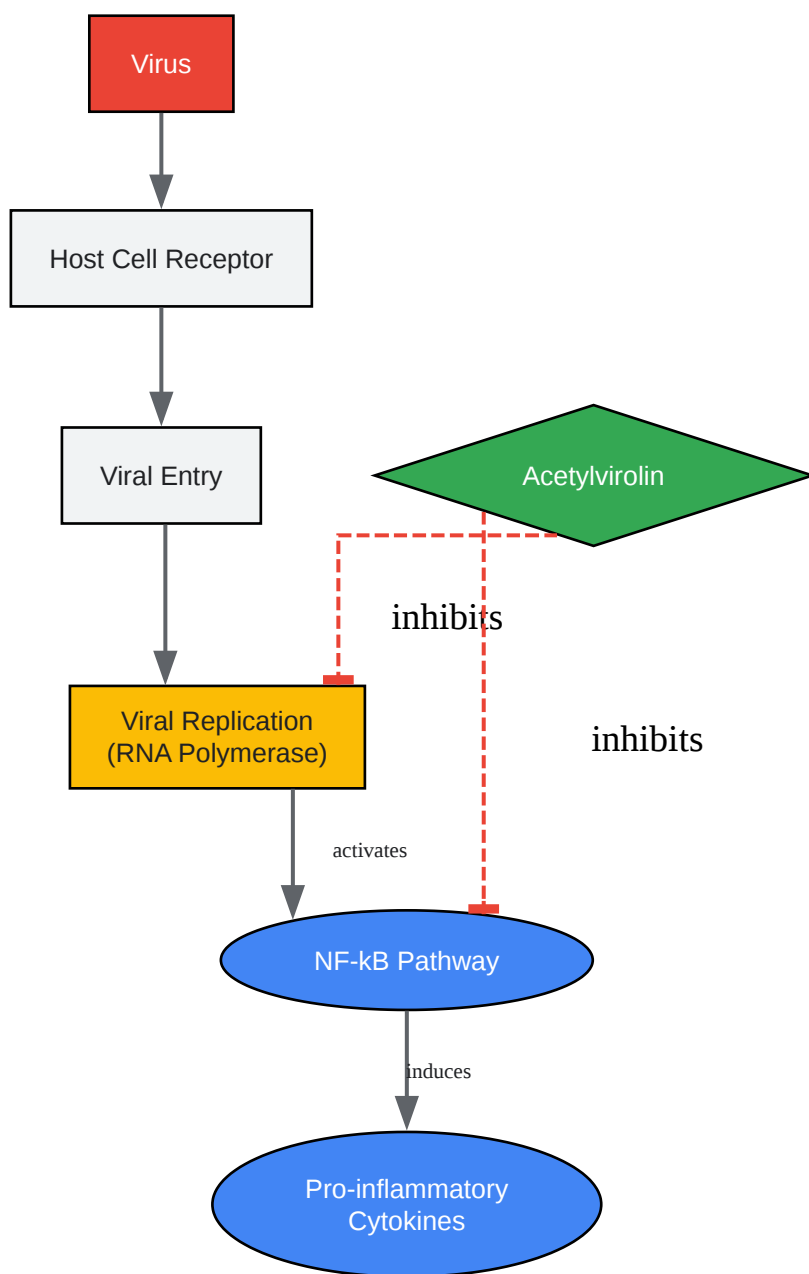 Virus
Host Cell Receptor
Viral Entry
Acetylvirolin
inhibits
Viral Replication
(RNA Polymerase)
inhibits
activates
NF-kB Pathway
induces
Pro-inflammatory
Cytokines